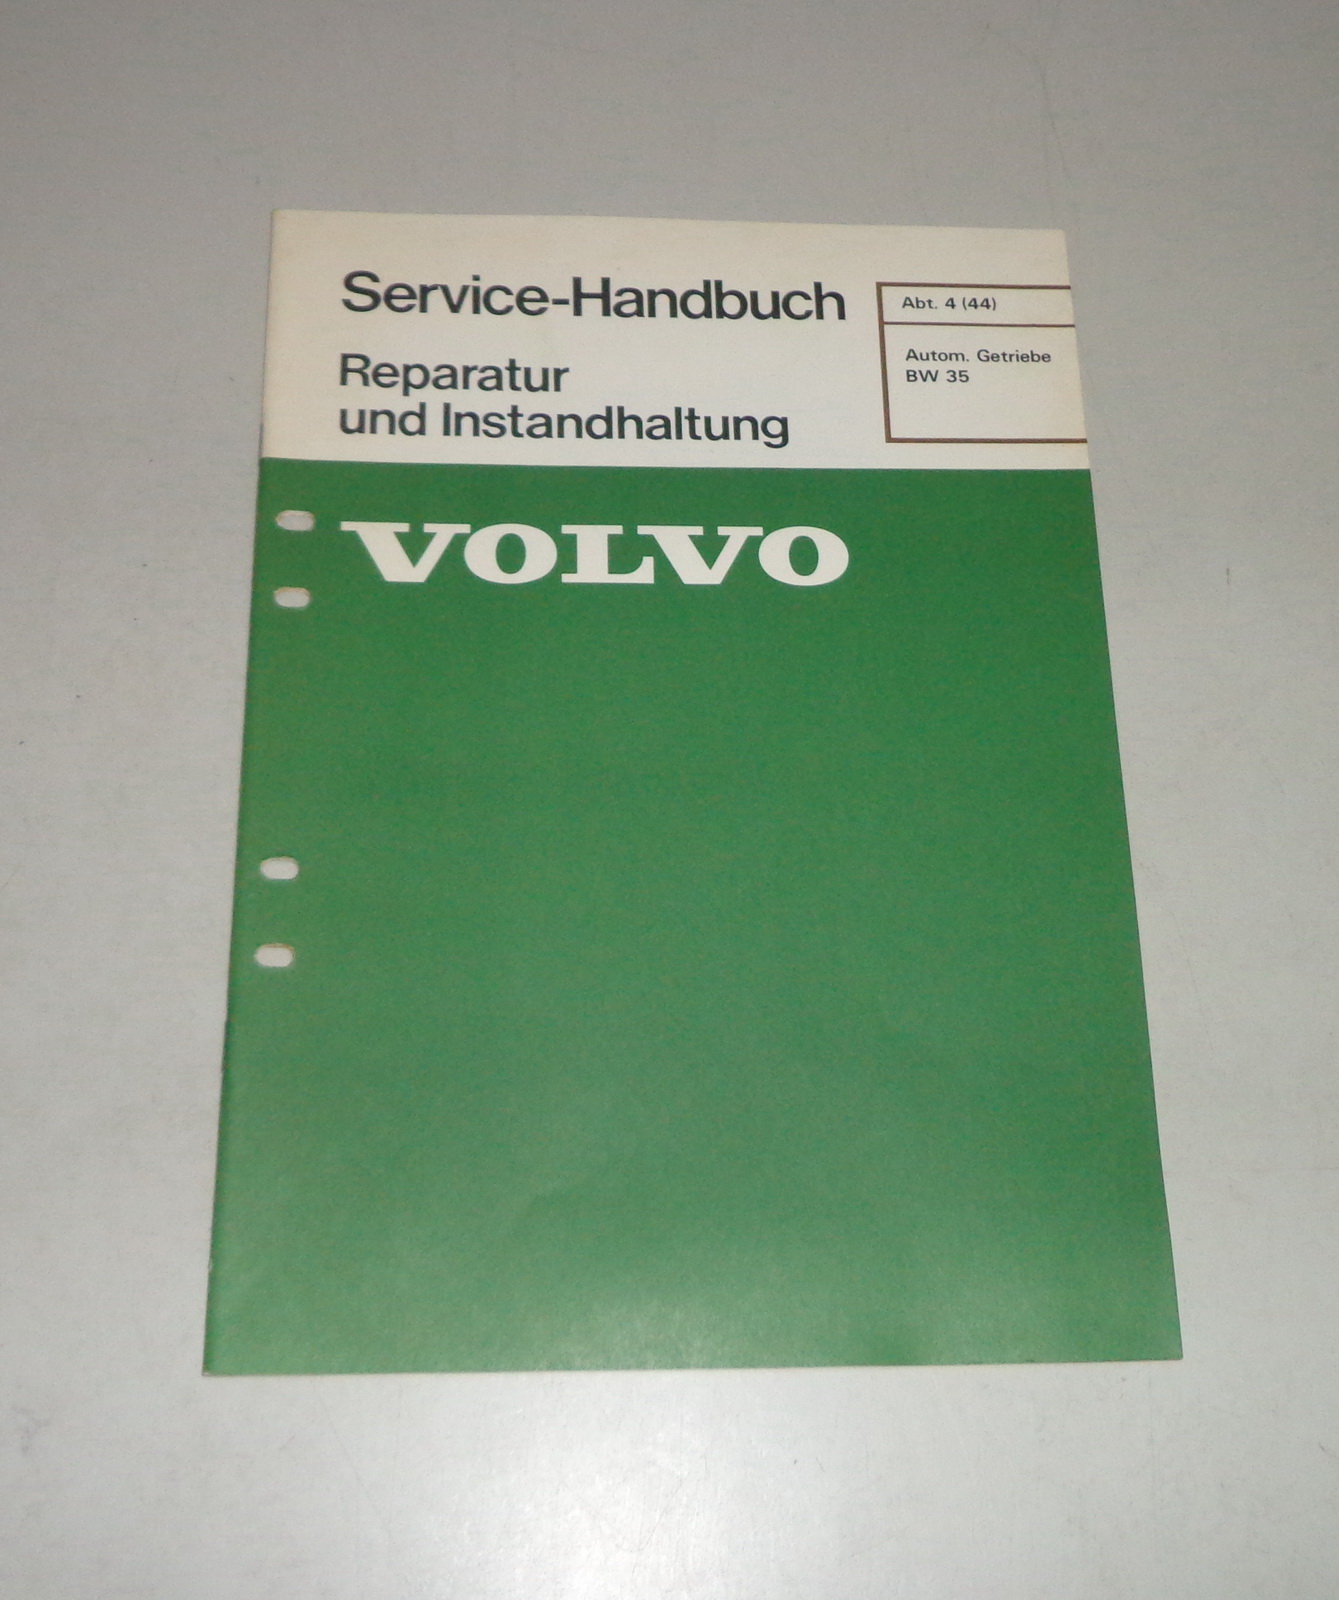 Service-Handbuch
Reparatur
und Instandhaltung
Abt. 4 (44)
Autom. Getriebe
BW 35
VOLVO